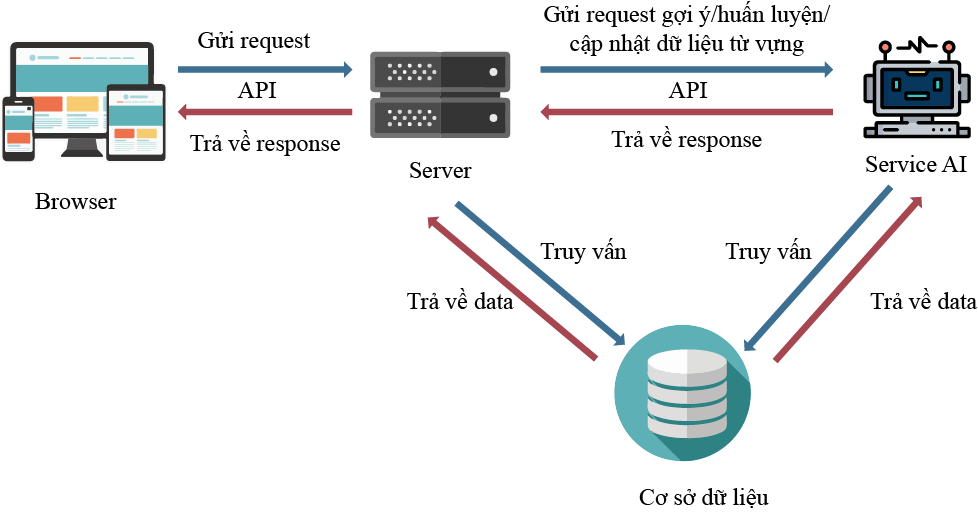 Gửi request
API
Trả về response
Browser
Server
Gửi request gợi ý/huấn luyện/
cập nhật dữ liệu từ vựng
API
Trả về response
Service AI
Truy vấn
Trả về data
Truy vấn
Trả về data
Cơ sở dữ liệu